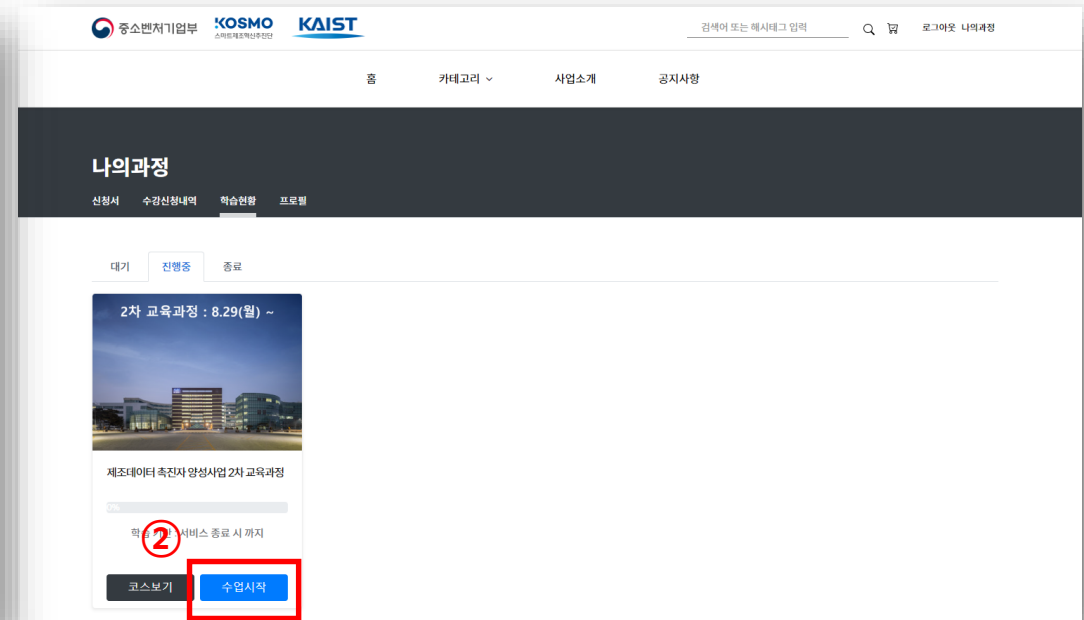 중소벤처기업부 KOSMO 스마트제조혁신추진단 KAIST 검색어 또는 해시태그 입력 로그아웃 나의과정
홈 카테고리 사업소개 공지사항
나의과정
신청서 수강신청내역 학습현황 프로필
대기 진행중 종료
2차 교육과정 : 8.29(월) ~
제조데이터 촉진자 양성사업 2차 교육과정
0%
학습 기간 : 서비스 종료 시 까지
②
코스보기 수업시작